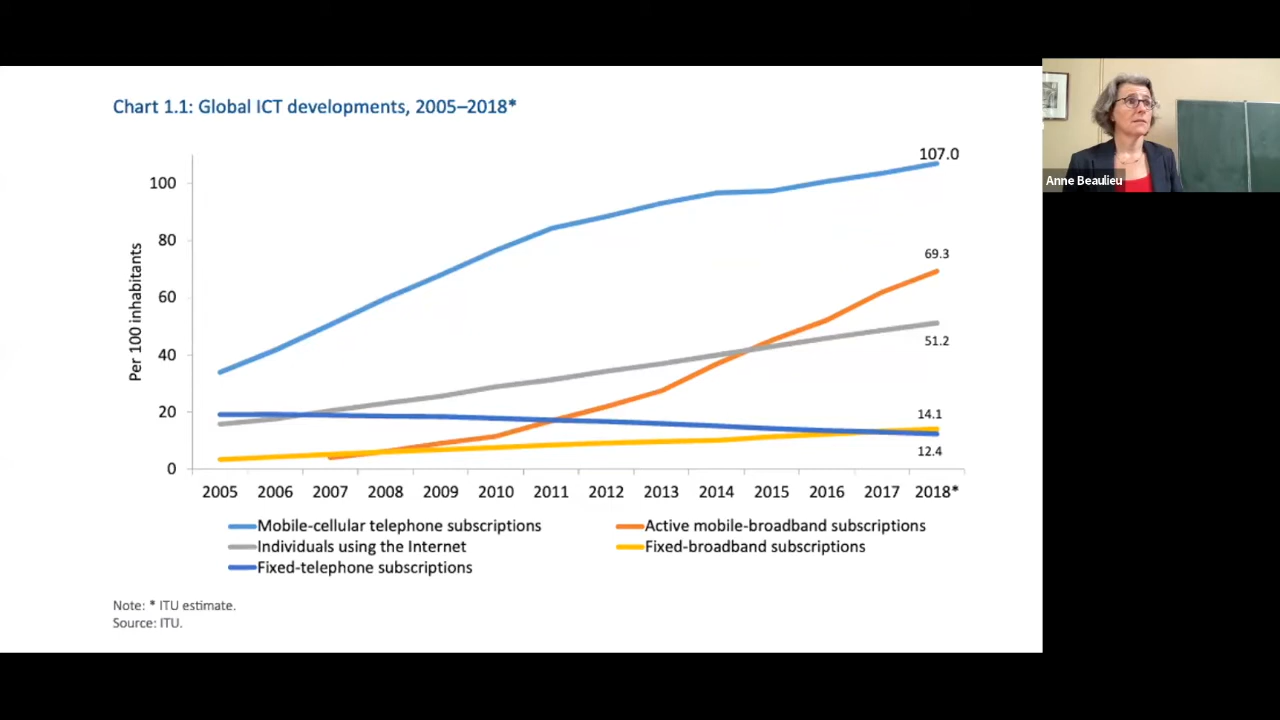 Chart 1.1: Global ICT developments, 2005–2018*
107.0
100
69.3
80
60
51.2
40
20
14.1
12.4
0
Per 100 inhabitants
2005 2006 2007 2008 2009 2010 2011 2012 2013 2014 2015 2016 2017 2018*
Mobile-cellular telephone subscriptions
Active mobile-broadband subscriptions
Individuals using the Internet
Fixed-broadband subscriptions
Fixed-telephone subscriptions
Note: * ITU estimate.
Source: ITU.
Anne Beaulieu